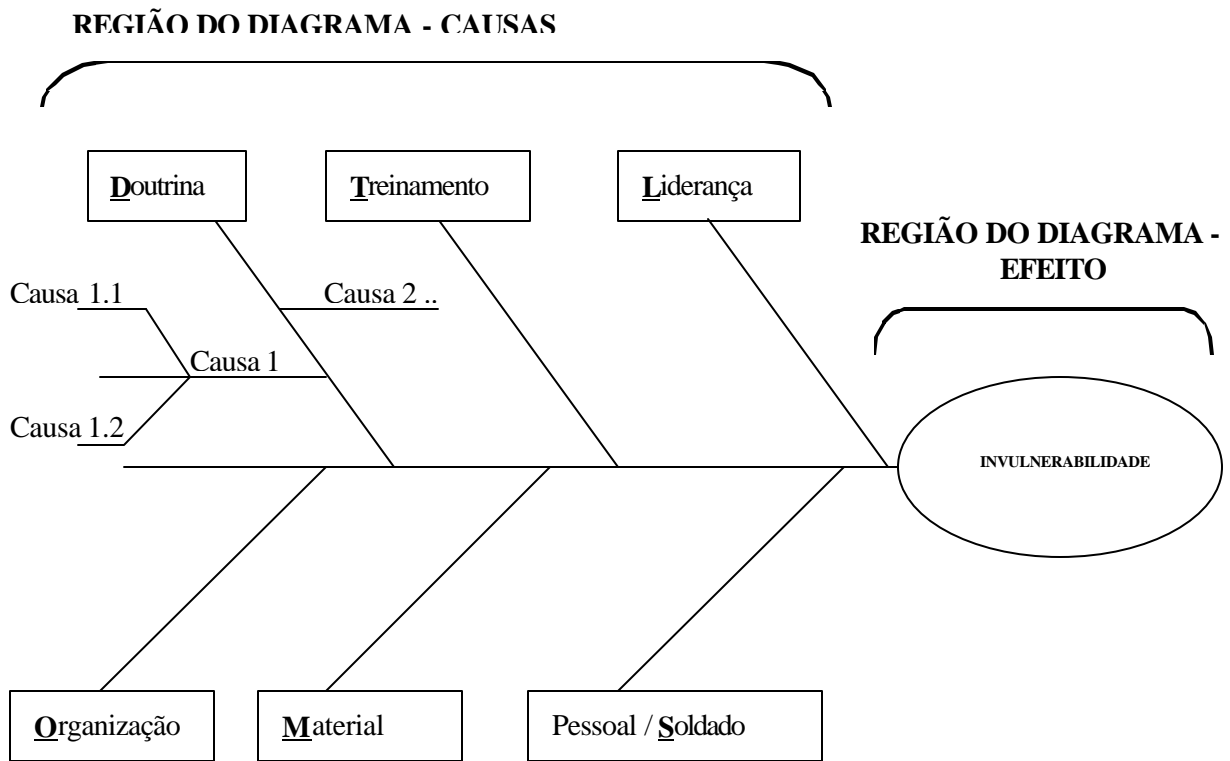 REGIÃO DO DIAGRAMA - CAUSAS
Doutrina
Treinamento
Liderança
REGIÃO DO DIAGRAMA -
EFEITO
Causa 1.1
Causa 2 ..
Causa 1
Causa 1.2
INVULNERABILIDADE
Organização
Material
Pessoal / Soldado